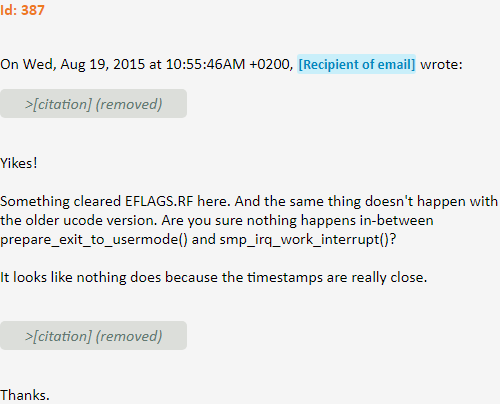 Id: 387
On Wed, Aug 19, 2015 at 10:55:46AM +0200, [Recipient of email] wrote:
>[citation] (removed)
Yikes!
Something cleared EFLAGS.RF here. And the same thing doesn't happen with
the older ucode version. Are you sure nothing happens in-between
prepare_exit_to_usermode() and smp_irq_work_interrupt()?
It looks like nothing does because the timestamps are really close.
>[citation] (removed)
Thanks.